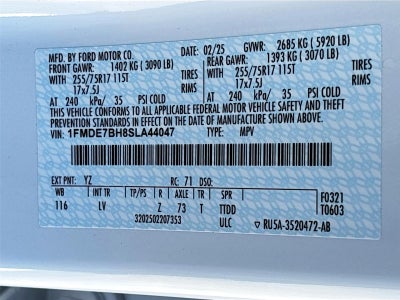 MFD. BY FORD MOTOR CO. 02/25 GVWR: 2685 KG ( 5920 LB)
FRONT GAWR: 1402 KG ( 3090 LB) REAR GAWR: 1393 KG ( 3070 LB)
WITH 255/75R17 115T TIRES WITH 255/75R17 115T TIRES
17x7.5J RIMS 17x7.5J RIMS
AT 240 kPa/ 35 PSI COLD AT 240 kPa/ 35 PSI COLD
THIS VEHICLE CONFORMS TO ALL APPLICABLE FEDERAL MOTOR VEHICLE SAFETY, BUMPER, AND THEFT
PREVENTION STANDARDS IN EFFECT ON THE DATE OF MANUFACTURE SHOWN ABOVE.
VIN: 1FMDE7BH8SLA44047 TYPE: MPV
EXT PNT: YZ RC: 71 DSO: F0321
WB INT TR TP/PS R AXLE TR SPR T0603
116 LV Z 73 T TTDD
3202502207353 ULC RU5A-3520472-AB